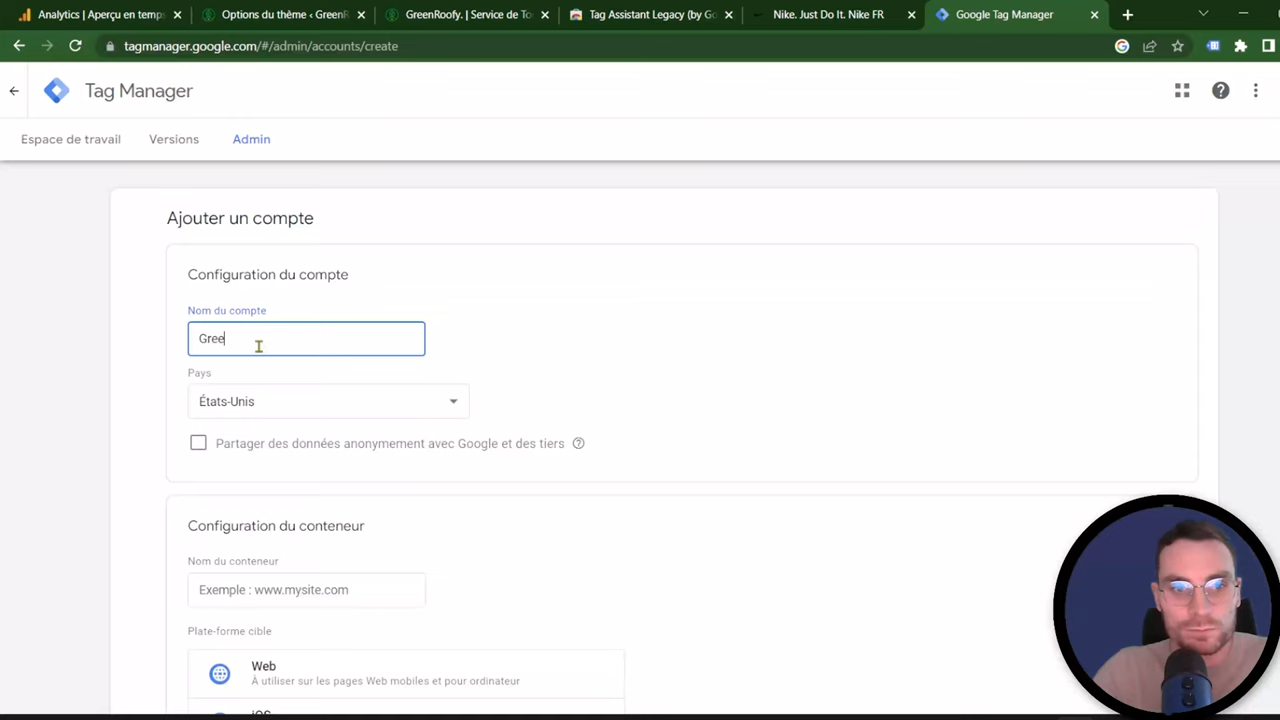 Analytics | Aperçu en temp
Options du thème ‹ GreenR
GreenRoofy. | Service de To
Tag Assistant Legacy (by Go
Nike. Just Do It. Nike FR
Google Tag Manager
tagmanager.google.com/#/admin/accounts/create
Tag Manager
Espace de travail
Versions
Admin
Ajouter un compte
Configuration du compte
Nom du compte
Gree
Pays
États-Unis
Partager des données anonymement avec Google et des tiers
Configuration du conteneur
Nom du conteneur
Exemple : www.mysite.com
Plate-forme cible
Web
À utiliser sur les pages Web mobiles et pour ordinateur
iOS